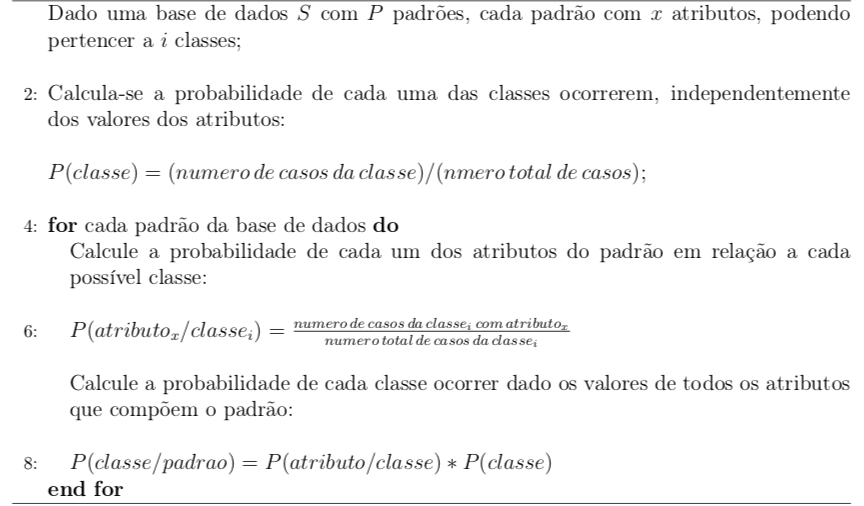 Dado uma base de dados S com P padrões, cada padrão com x atributos, podendo
pertencer a i classes;
2: Calcula-se a probabilidade de cada uma das classes ocorrerem, independentemente
dos valores dos atributos:
P(classe) = (numero de casos da classe)/(nmero total de casos);
4: for cada padrão da base de dados do
Calcule a probabilidade de cada um dos atributos do padrão em relação a cada
possível classe:
6: P(atributo_x/classe_i) = \frac{numero de casos da classe_i com atributo_x}{numero total de casos da classe_i}
Calcule a probabilidade de cada classe ocorrer dado os valores de todos os atributos
que compõem o padrão:
8: P(classe/padrao) = P(atributo/classe) ∗ P(classe)
end for